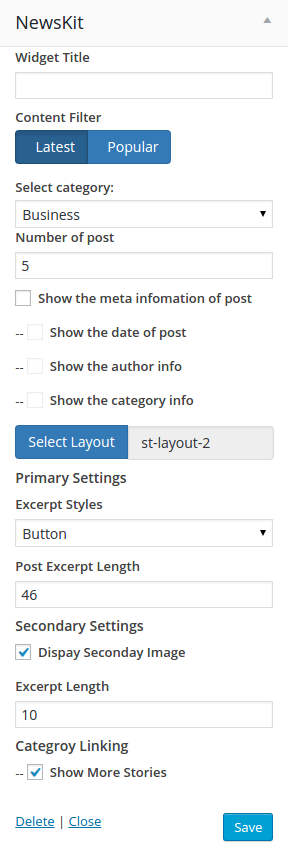 NewsKit
Widget Title
Content Filter
Latest Popular
Select category:
Business
Number of post
5
Show the meta infomation of post
-- Show the date of post
-- Show the author info
-- Show the category info
Select Layout st-layout-2
Primary Settings
Excerpt Styles
Button
Post Excerpt Length
46
Secondary Settings
Dispay Seconday Image
Excerpt Length
10
Categroy Linking
-- Show More Stories
Delete | Close Save